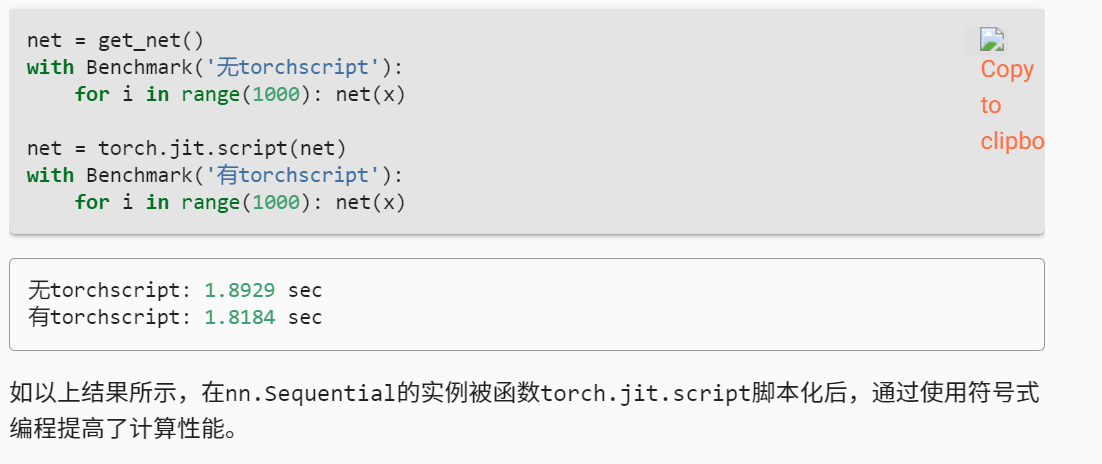 net = get_net()
with Benchmark('无torchscript'):
    for i in range(1000): net(x)
net = torch.jit.script(net)
with Benchmark('有torchscript'):
    for i in range(1000): net(x)
Copy
to
clipbo
无torchscript: 1.8929 sec
有torchscript: 1.8184 sec
如以上结果所示，在nn.Sequential的实例被函数torch.jit.script脚本化后，通过使用符号式
编程提高了计算性能。